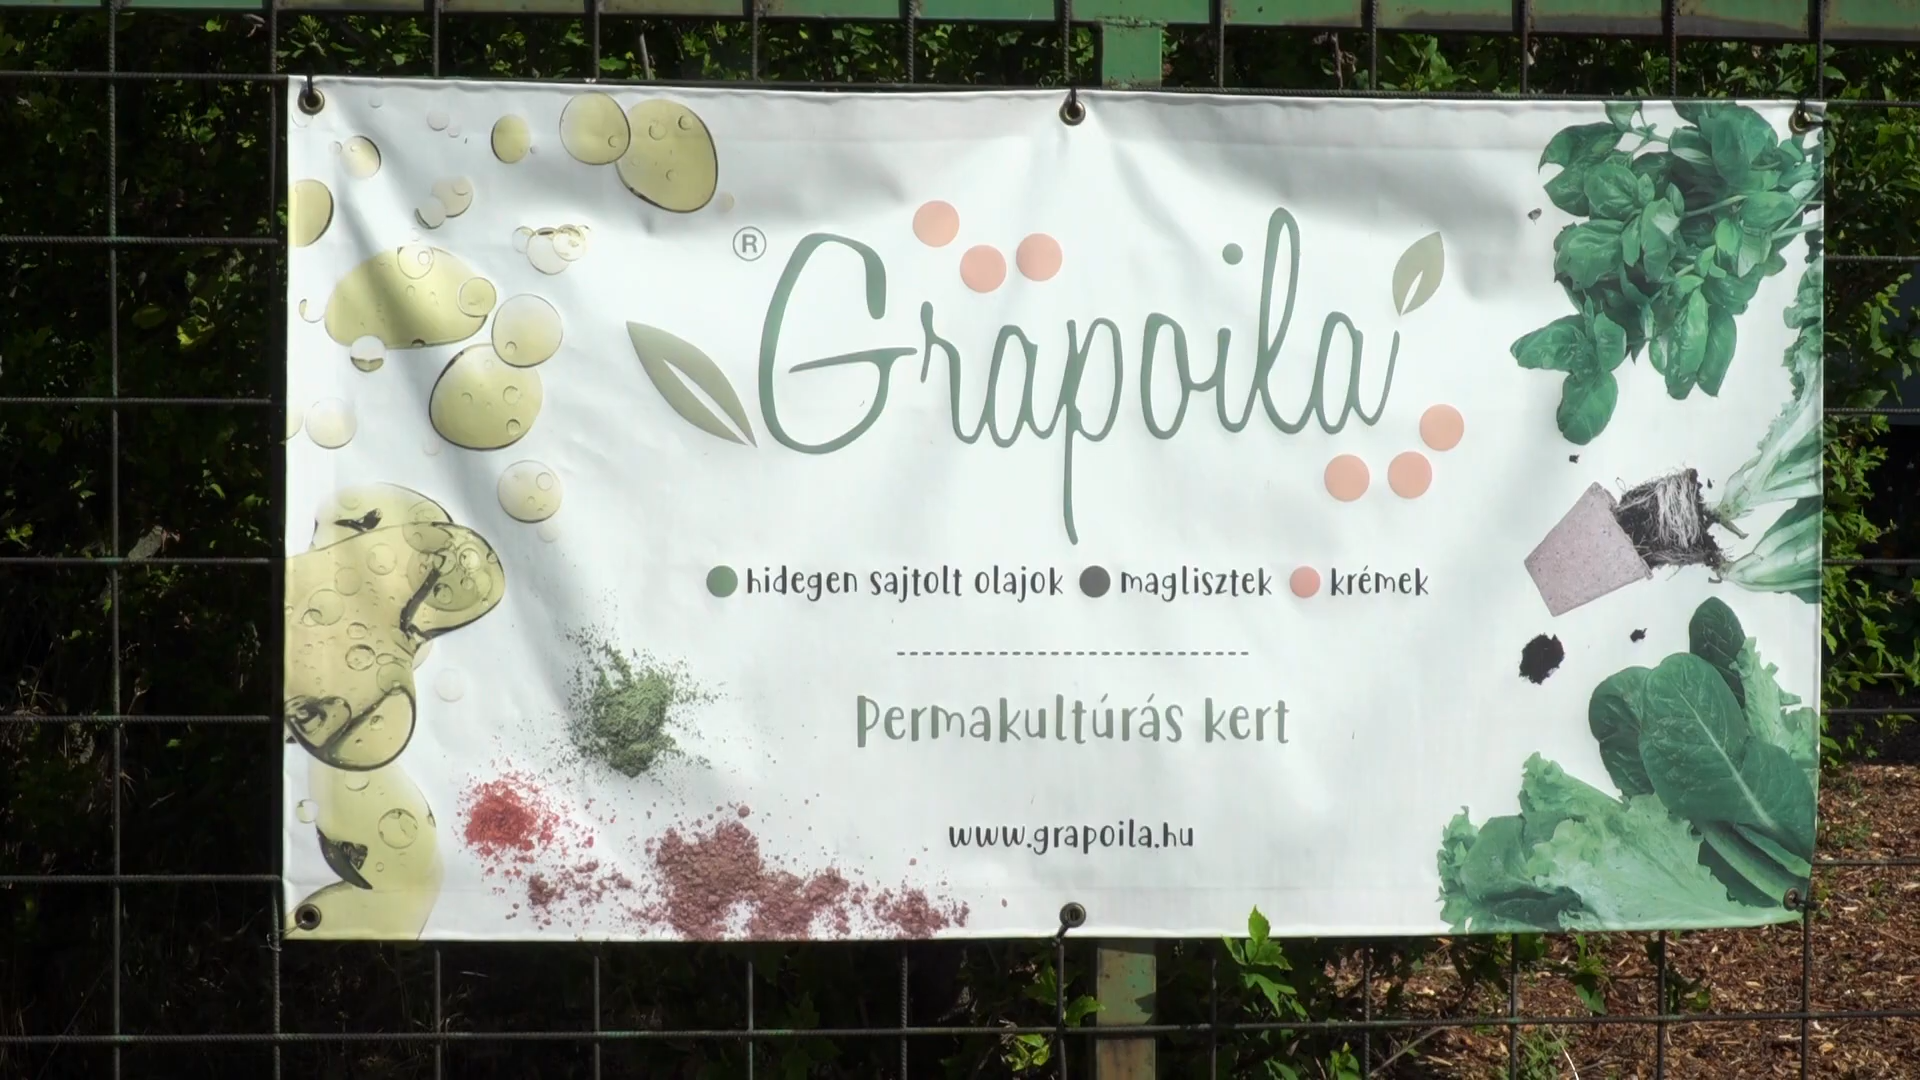 ® Grapoila
hidegen sajtolt olajok maglisztek krémek
Permakultúrás kert
www.grapoila.hu